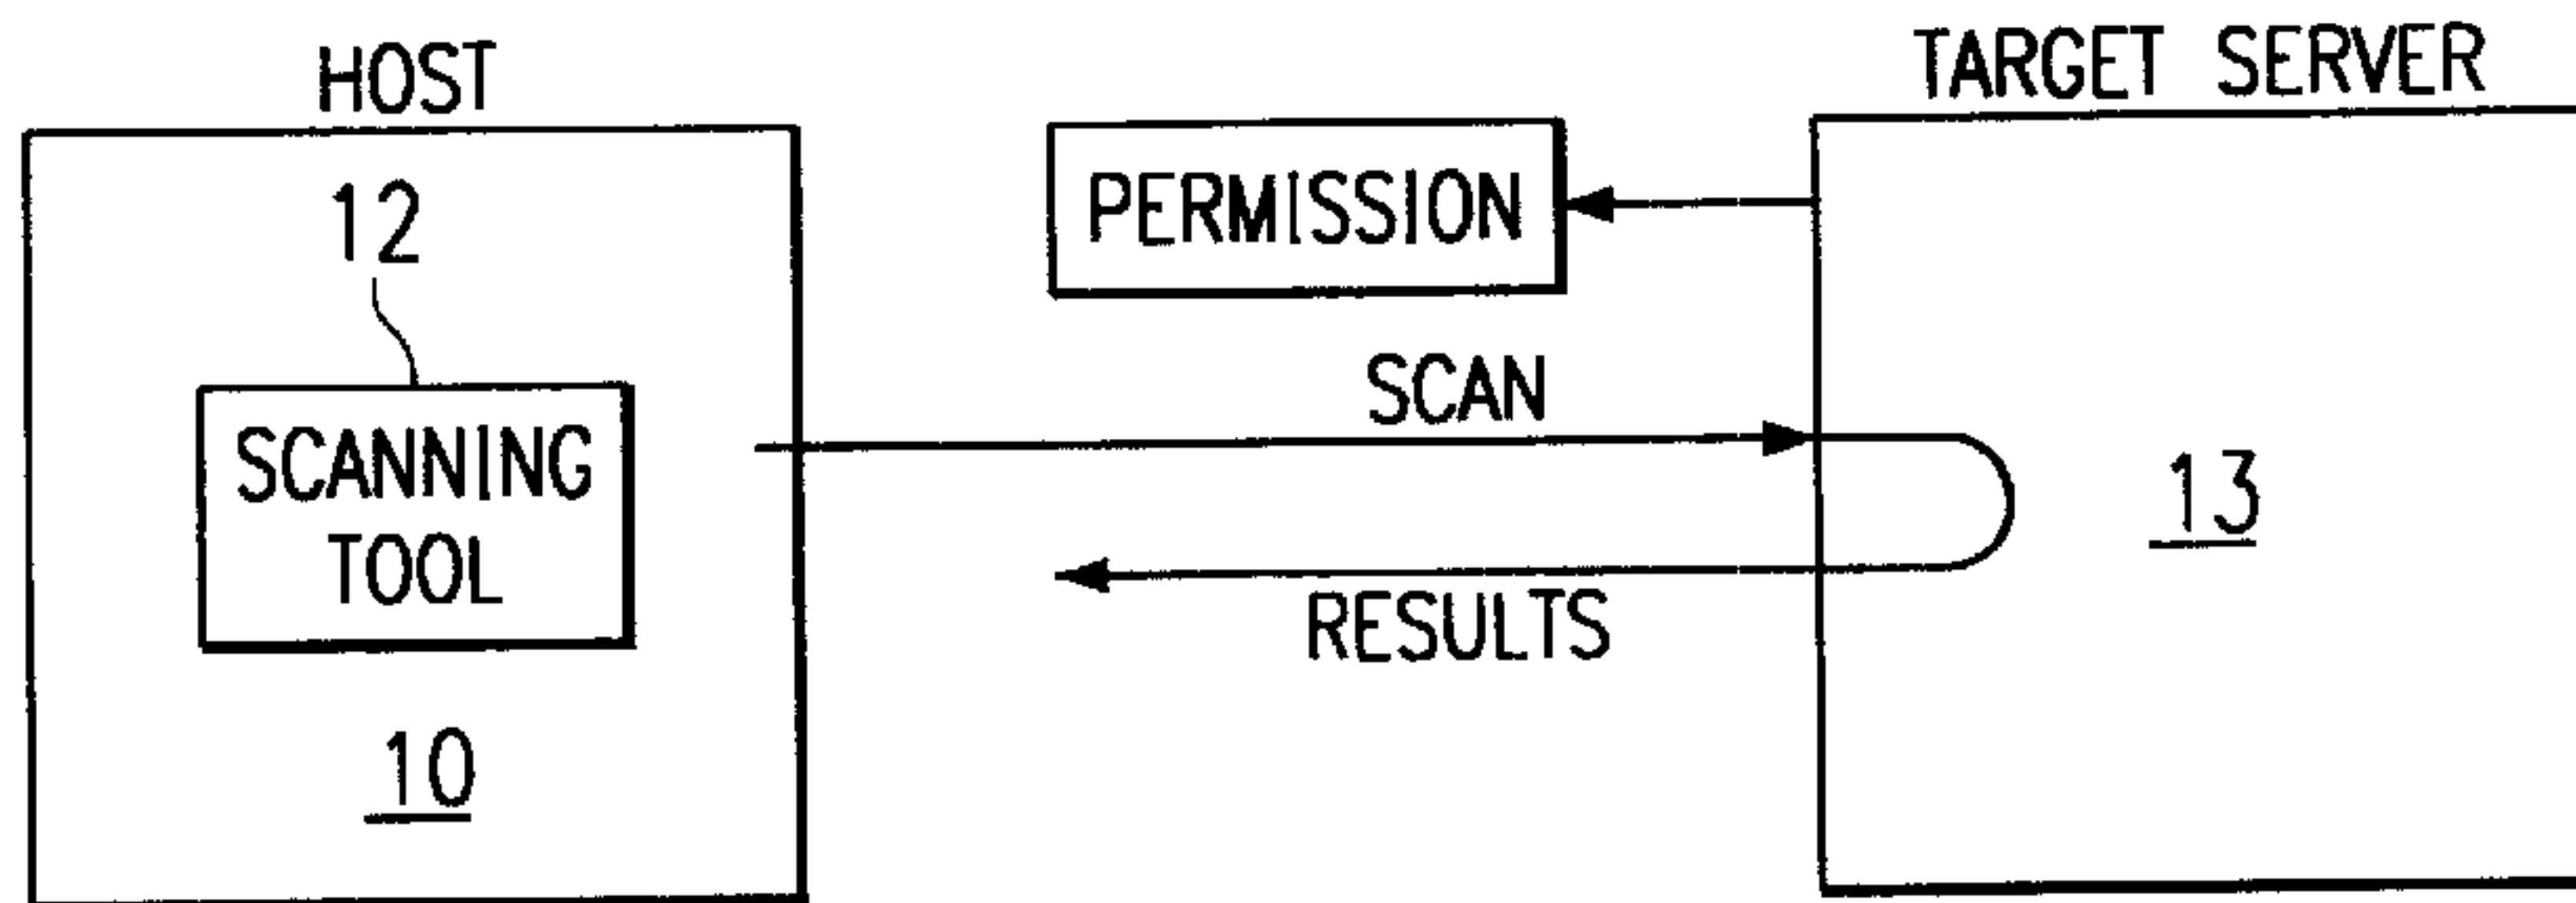 HOST
12
SCANNING
TOOL
10
PERMISSION
SCAN
RESULTS
TARGET SERVER
13